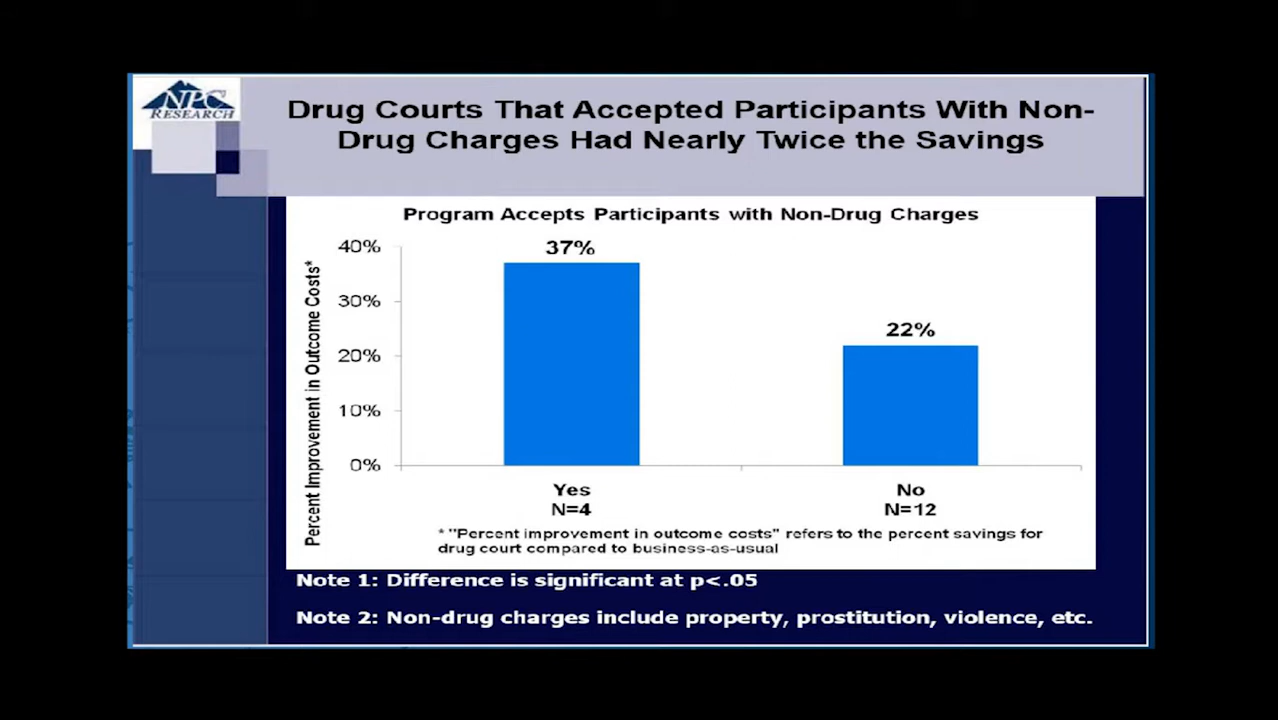 NPC
RESEARCH
Drug Courts That Accepted Participants With Non-
Drug Charges Had Nearly Twice the Savings
Program Accepts Participants with Non-Drug Charges
Percent Improvement in Outcome Costs*
40%
30%
20%
10%
0%
37%
22%
Yes
N=4
No
N=12
* "Percent improvement in outcome costs" refers to the percent savings for
drug court compared to business-as-usual
Note 1: Difference is significant at p<.05
Note 2: Non-drug charges include property, prostitution, violence, etc.